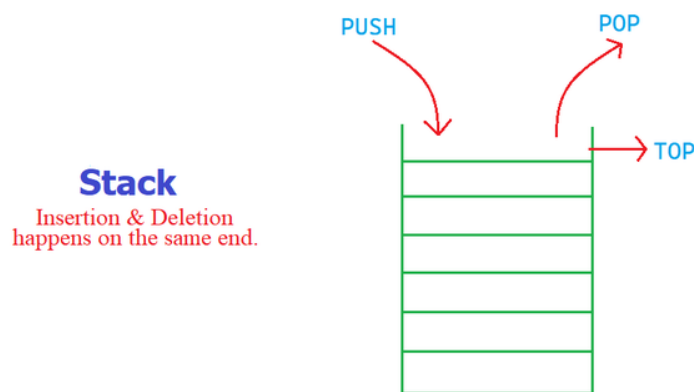 PUSH
POP
TOP
Stack
Insertion & Deletion
happens on the same end.